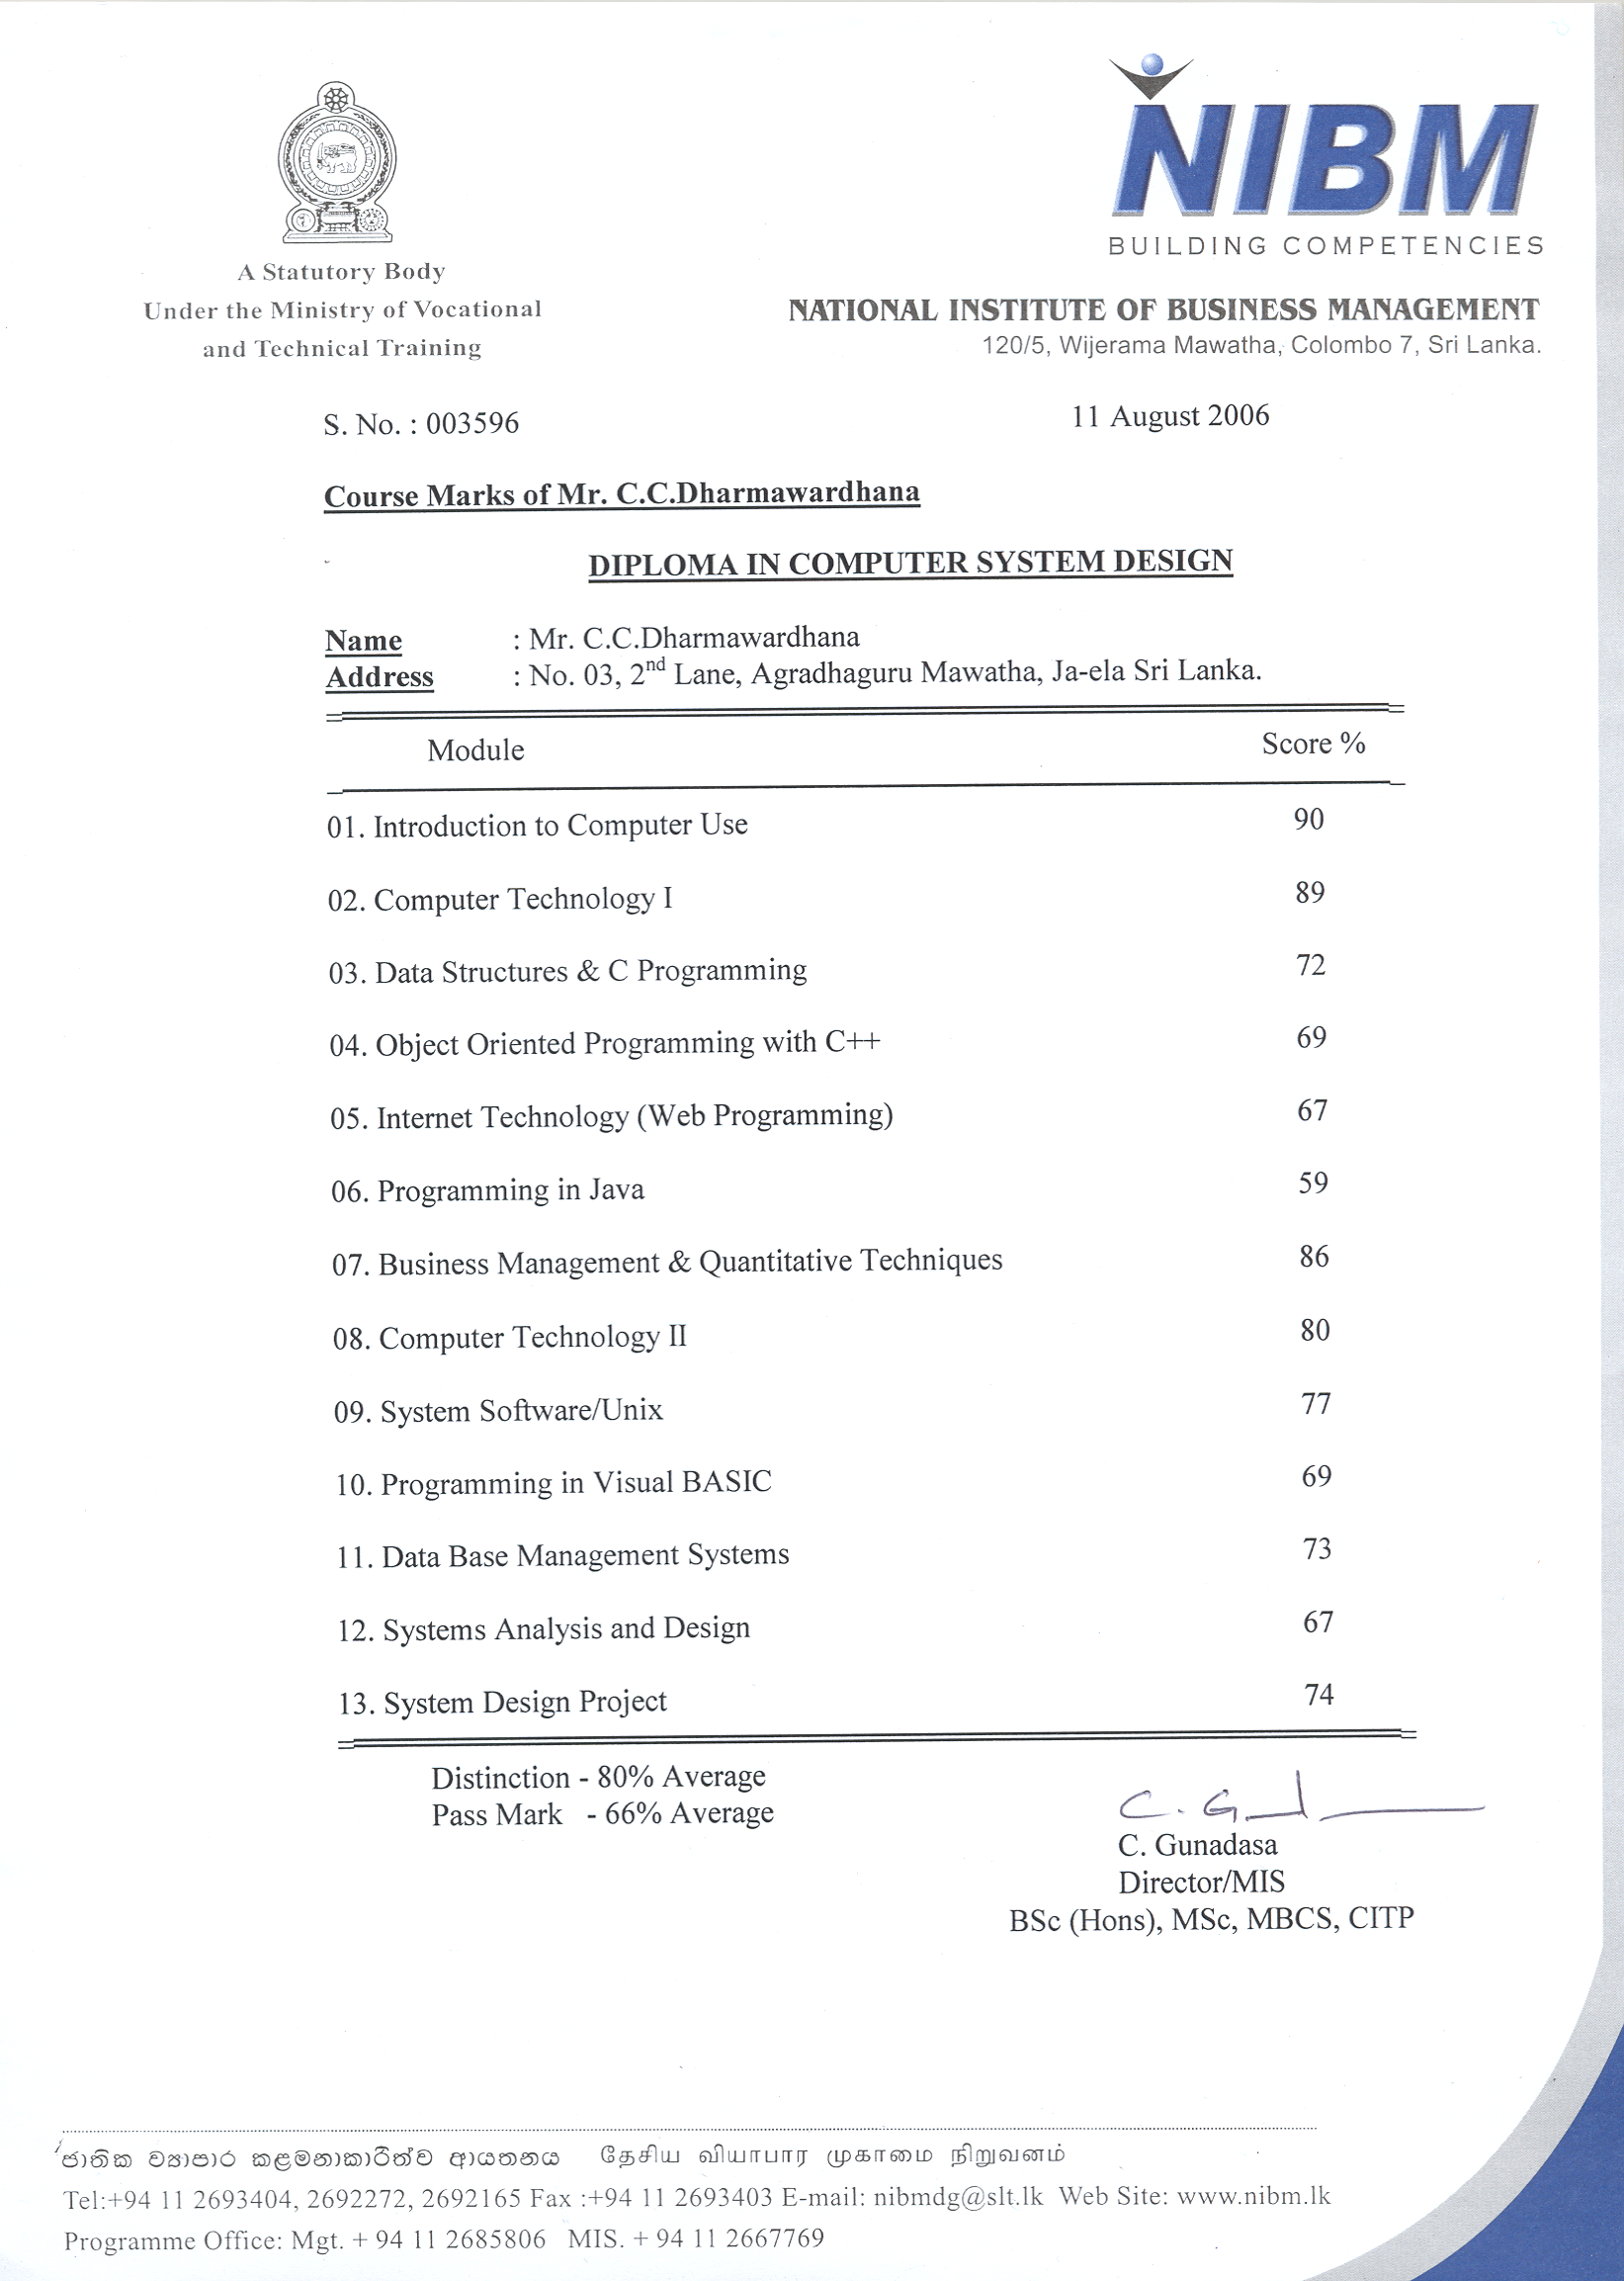 NIBM
BUILDING COMPETENCIES
A Statutory Body
Under the Ministry of Vocational
and Technical Training
NATIONAL INSTITUTE OF BUSINESS MANAGEMENT
120/5, Wijerama Mawatha, Colombo 7, Sri Lanka.
S. No. : 003596 11 August 2006
Course Marks of Mr. C.C.Dharmawardhana
DIPLOMA IN COMPUTER SYSTEM DESIGN
Name : Mr. C.C.Dharmawardhana
Address : No. 03, 2nd Lane, Agradhaguru Mawatha, Ja-ela Sri Lanka.
Module Score %
01. Introduction to Computer Use 90
02. Computer Technology I 89
03. Data Structures & C Programming 72
04. Object Oriented Programming with C++ 69
05. Internet Technology (Web Programming) 67
06. Programming in Java 59
07. Business Management & Quantitative Techniques 86
08. Computer Technology II 80
09. System Software/Unix 77
10. Programming in Visual BASIC 69
11. Data Base Management Systems 73
12. Systems Analysis and Design 67
13. System Design Project 74
Distinction - 80% Average
Pass Mark - 66% Average
C. Gunadasa
Director/MIS
BSc (Hons), MSc, MBCS, CITP
ජාතික ව්‍යාපාර කළමනාකාරීත්ව ආයතනය தேசிய வியாபார முகாமை நிறுவனம்
Tel:+94 11 2693404, 2692272, 2692165 Fax :+94 11 2693403 E-mail: nibmdg@slt.lk Web Site: www.nibm.lk
Programme Office: Mgt. + 94 11 2685806 MIS. + 94 11 2667769